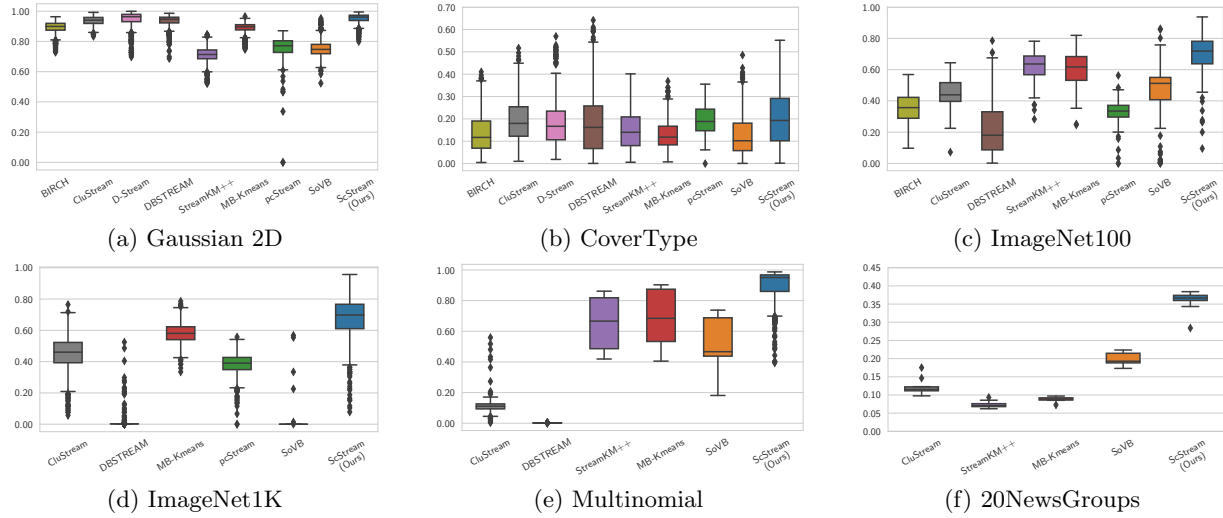 1.00
0.80
0.60
0.40
0.20
0.00
BIRCH
CluStream
D-Stream
DBSTREAM
StreamKM++
MB-Kmeans
pcStream
SoVB
ScStream
(Ours)
(a) Gaussian 2D
0.70
0.60
0.50
0.40
0.30
0.20
0.10
0.00
BIRCH
CluStream
D-Stream
DBSTREAM
StreamKM++
MB-Kmeans
pcStream
SoVB
ScStream
(Ours)
(b) CoverType
1.00
0.80
0.60
0.40
0.20
0.00
BIRCH
CluStream
DBSTREAM
StreamKM++
MB-Kmeans
pcStream
SoVB
ScStream
(Ours)
(c) ImageNet100
1.00
0.80
0.60
0.40
0.20
0.00
CluStream
DBSTREAM
MB-Kmeans
pcStream
SoVB
ScStream
(Ours)
(d) ImageNet1K
1.00
0.80
0.60
0.40
0.20
0.00
CluStream
DBSTREAM
StreamKM++
MB-Kmeans
SoVB
ScStream
(Ours)
(e) Multinomial
0.45
0.40
0.35
0.30
0.25
0.20
0.15
0.10
0.05
0.00
CluStream
StreamKM++
MB-Kmeans
SoVB
ScStream
(Ours)
(f) 20NewsGroups